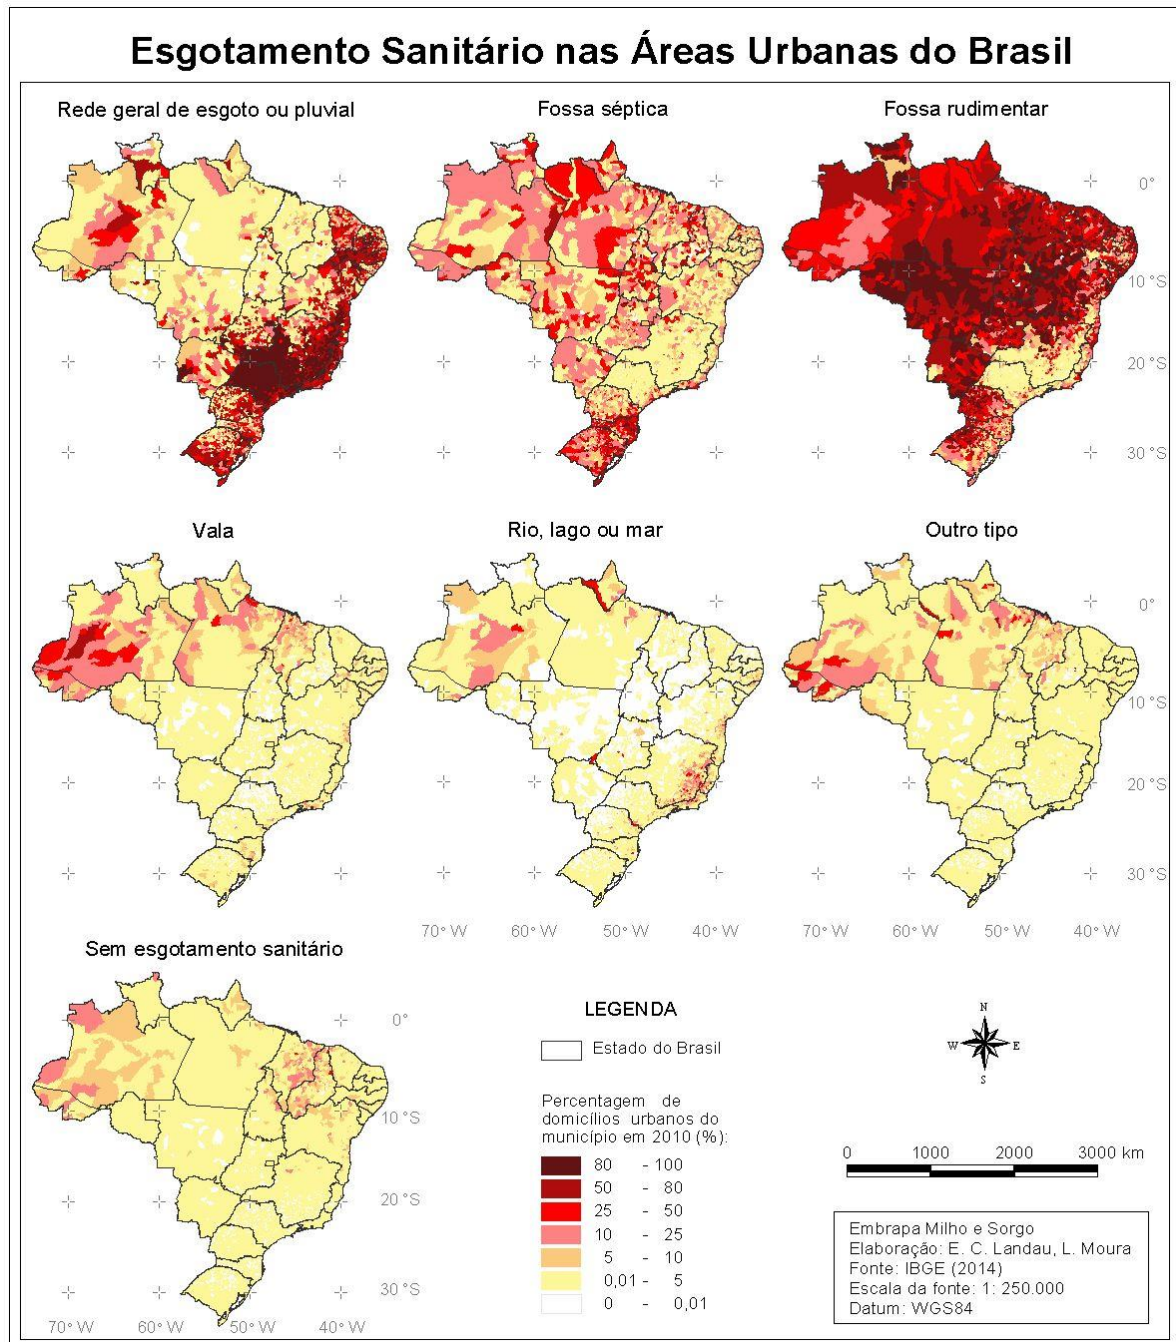 Esgotamento Sanitário nas Áreas Urbanas do Brasil
Rede geral de esgoto ou pluvial
Fossa séptica
Fossa rudimentar
0°
10°S
20°S
30°S
Vala
Rio, lago ou mar
Outro tipo
0°
10°S
20°S
30°S
70° W 60° W 50° W 40° W
70° W 60° W 50° W 40° W
Sem esgotamento sanitário
0°
10°S
20°S
30°S
70° W 60° W 50° W 40° W
LEGENDA
Estado do Brasil
Percentagem de
domicílios urbanos do
município em 2010 (%):
80 - 100
50 - 80
25 - 50
10 - 25
5 - 10
0,01 - 5
0 - 0,01
N
W E
S
0 1000 2000 3000 km
Embrapa Milho e Sorgo
Elaboração: E. C. Landau, L. Moura
Fonte: IBGE (2014)
Escala da fonte: 1: 250.000
Datum: WGS84